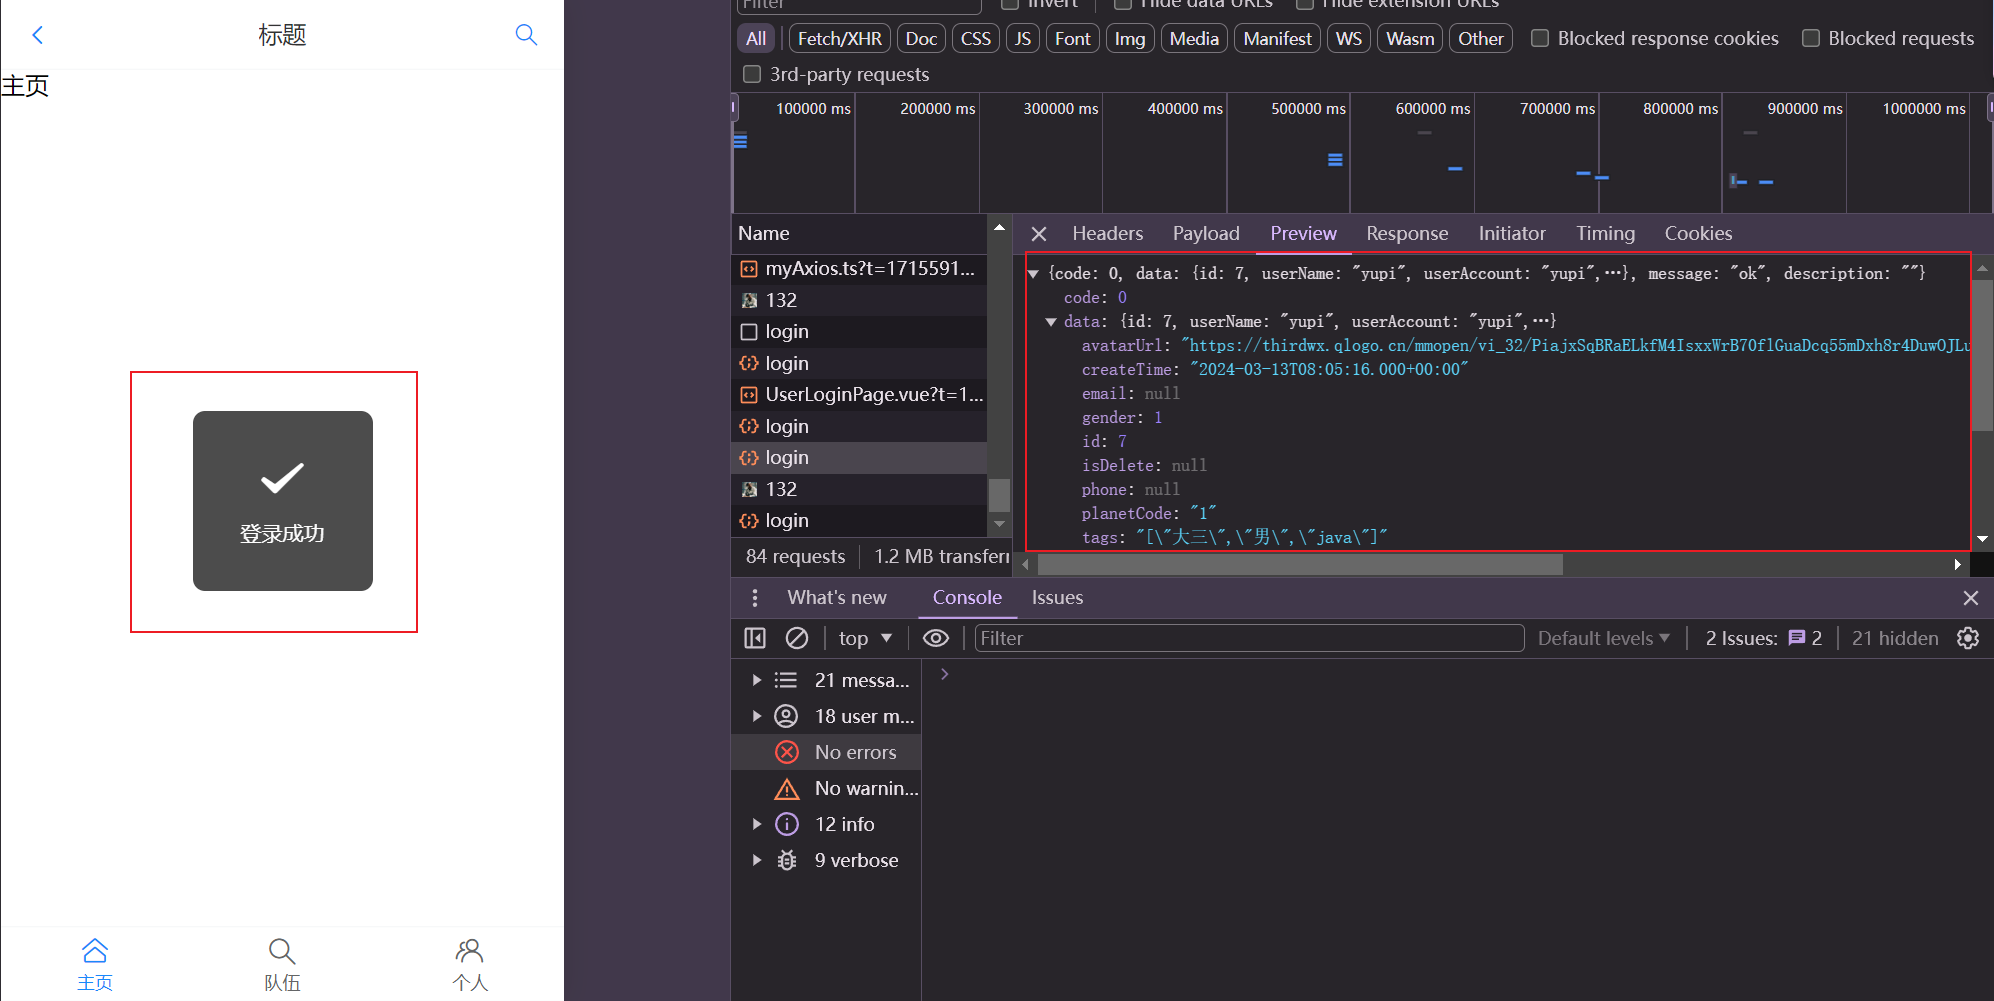 标题
主页
登录成功
主页
队伍
个人
Filter
Invert
Hide data URLs
Hide extension URLs
All
Fetch/XHR
Doc
CSS
JS
Font
Img
Media
Manifest
WS
Wasm
Other
Blocked response cookies
Blocked requests
3rd-party requests
100000 ms
200000 ms
300000 ms
400000 ms
500000 ms
600000 ms
700000 ms
800000 ms
900000 ms
1000000 ms
Name
myAxios.ts?t=1715591...
132
login
login
UserLoginPage.vue?t=1...
login
login
132
login
84 requests
1.2 MB transferr
Headers
Payload
Preview
Response
Initiator
Timing
Cookies
{code: 0, data: {id: 7, userName: "yupi", userAccount: "yupi",…}, message: "ok", description: ""}
code: 0
data: {id: 7, userName: "yupi", userAccount: "yupi",…}
avatarUrl: "https://thirdwx.qlogo.cn/mmopen/vi_32/PiajxSqBRaELkfM4IsxxWrB70flGuaDcq55mDxh8r4DuwOJLu
createTime: "2024-03-13T08:05:16.000+00:00"
email: null
gender: 1
id: 7
isDelete: null
phone: null
planetCode: "1"
tags: "[\"大三\",\"男\",\"java\"]"
What's new
Console
Issues
top
Filter
Default levels
2 Issues:
2
21 hidden
21 messa...
18 user m...
No errors
No warnin...
12 info
9 verbose